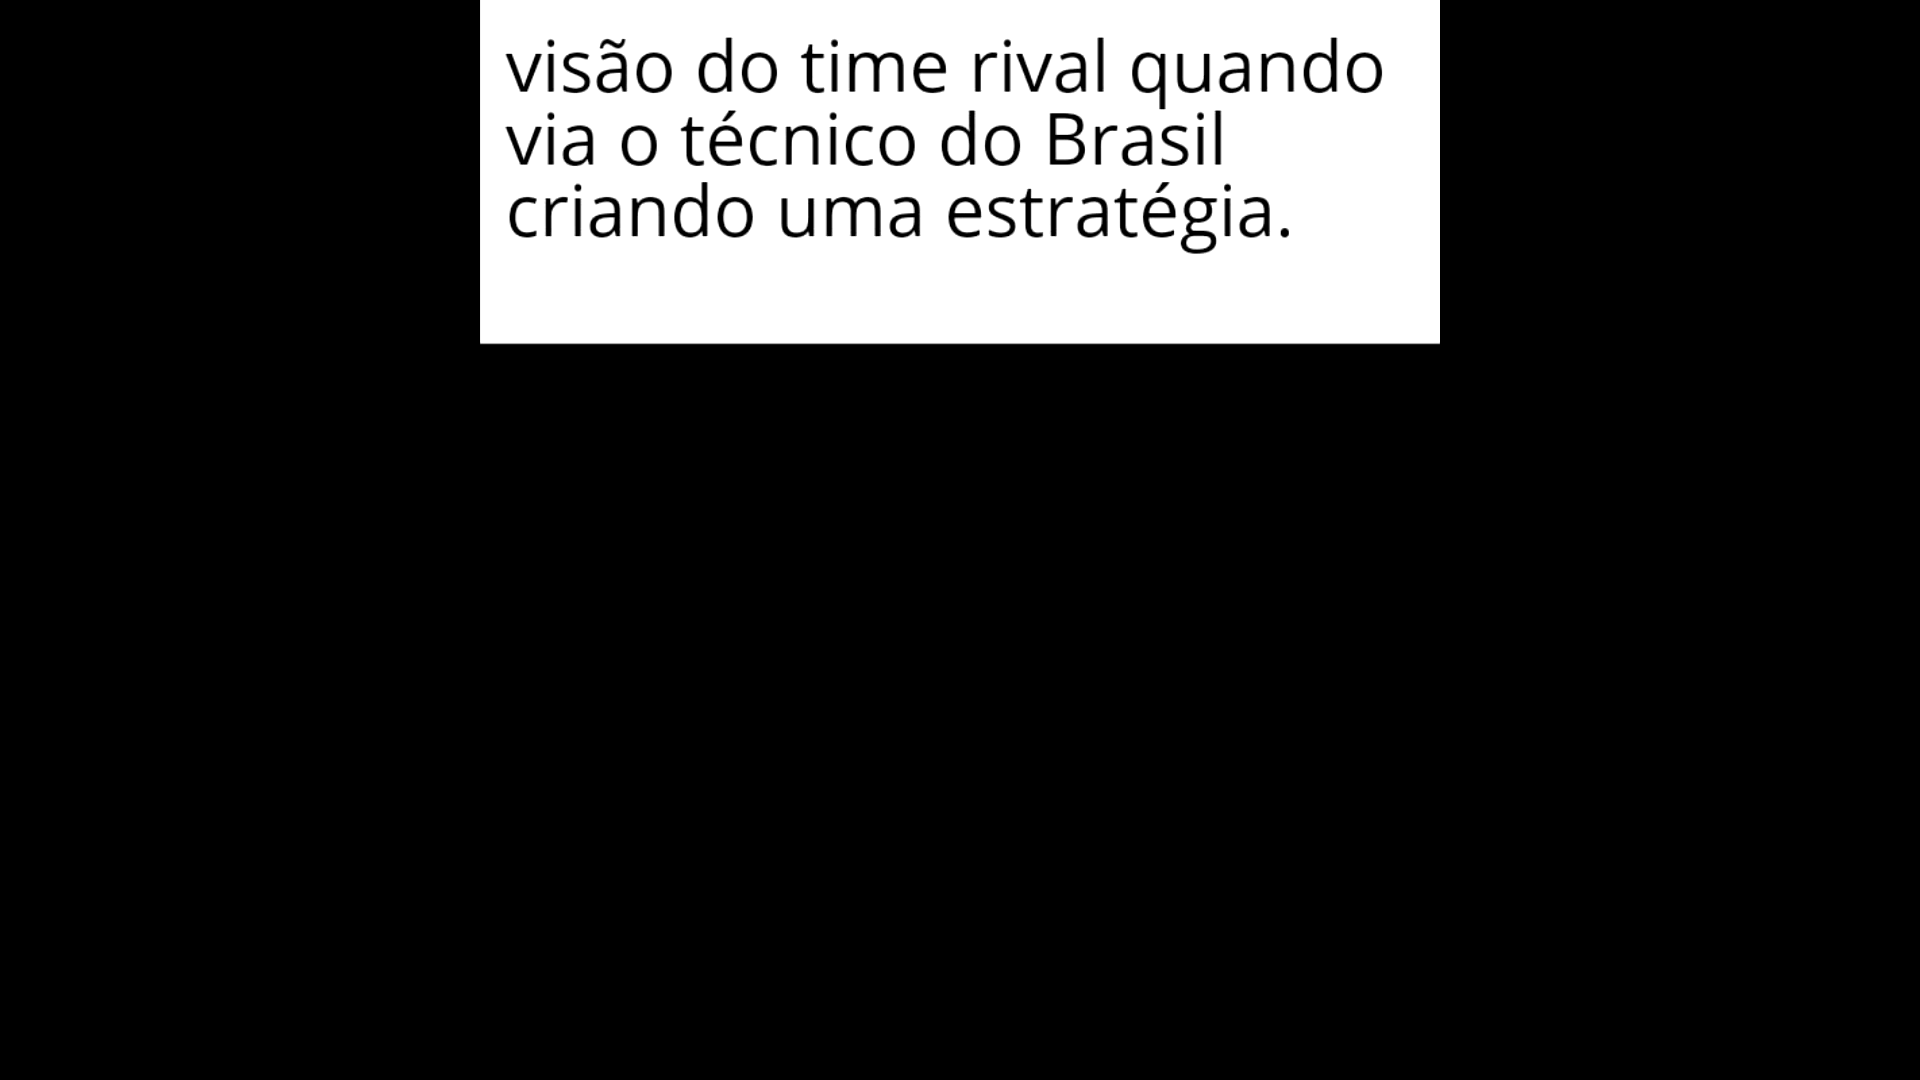 visão do time rival quando
via o técnico do Brasil
criando uma estratégia.